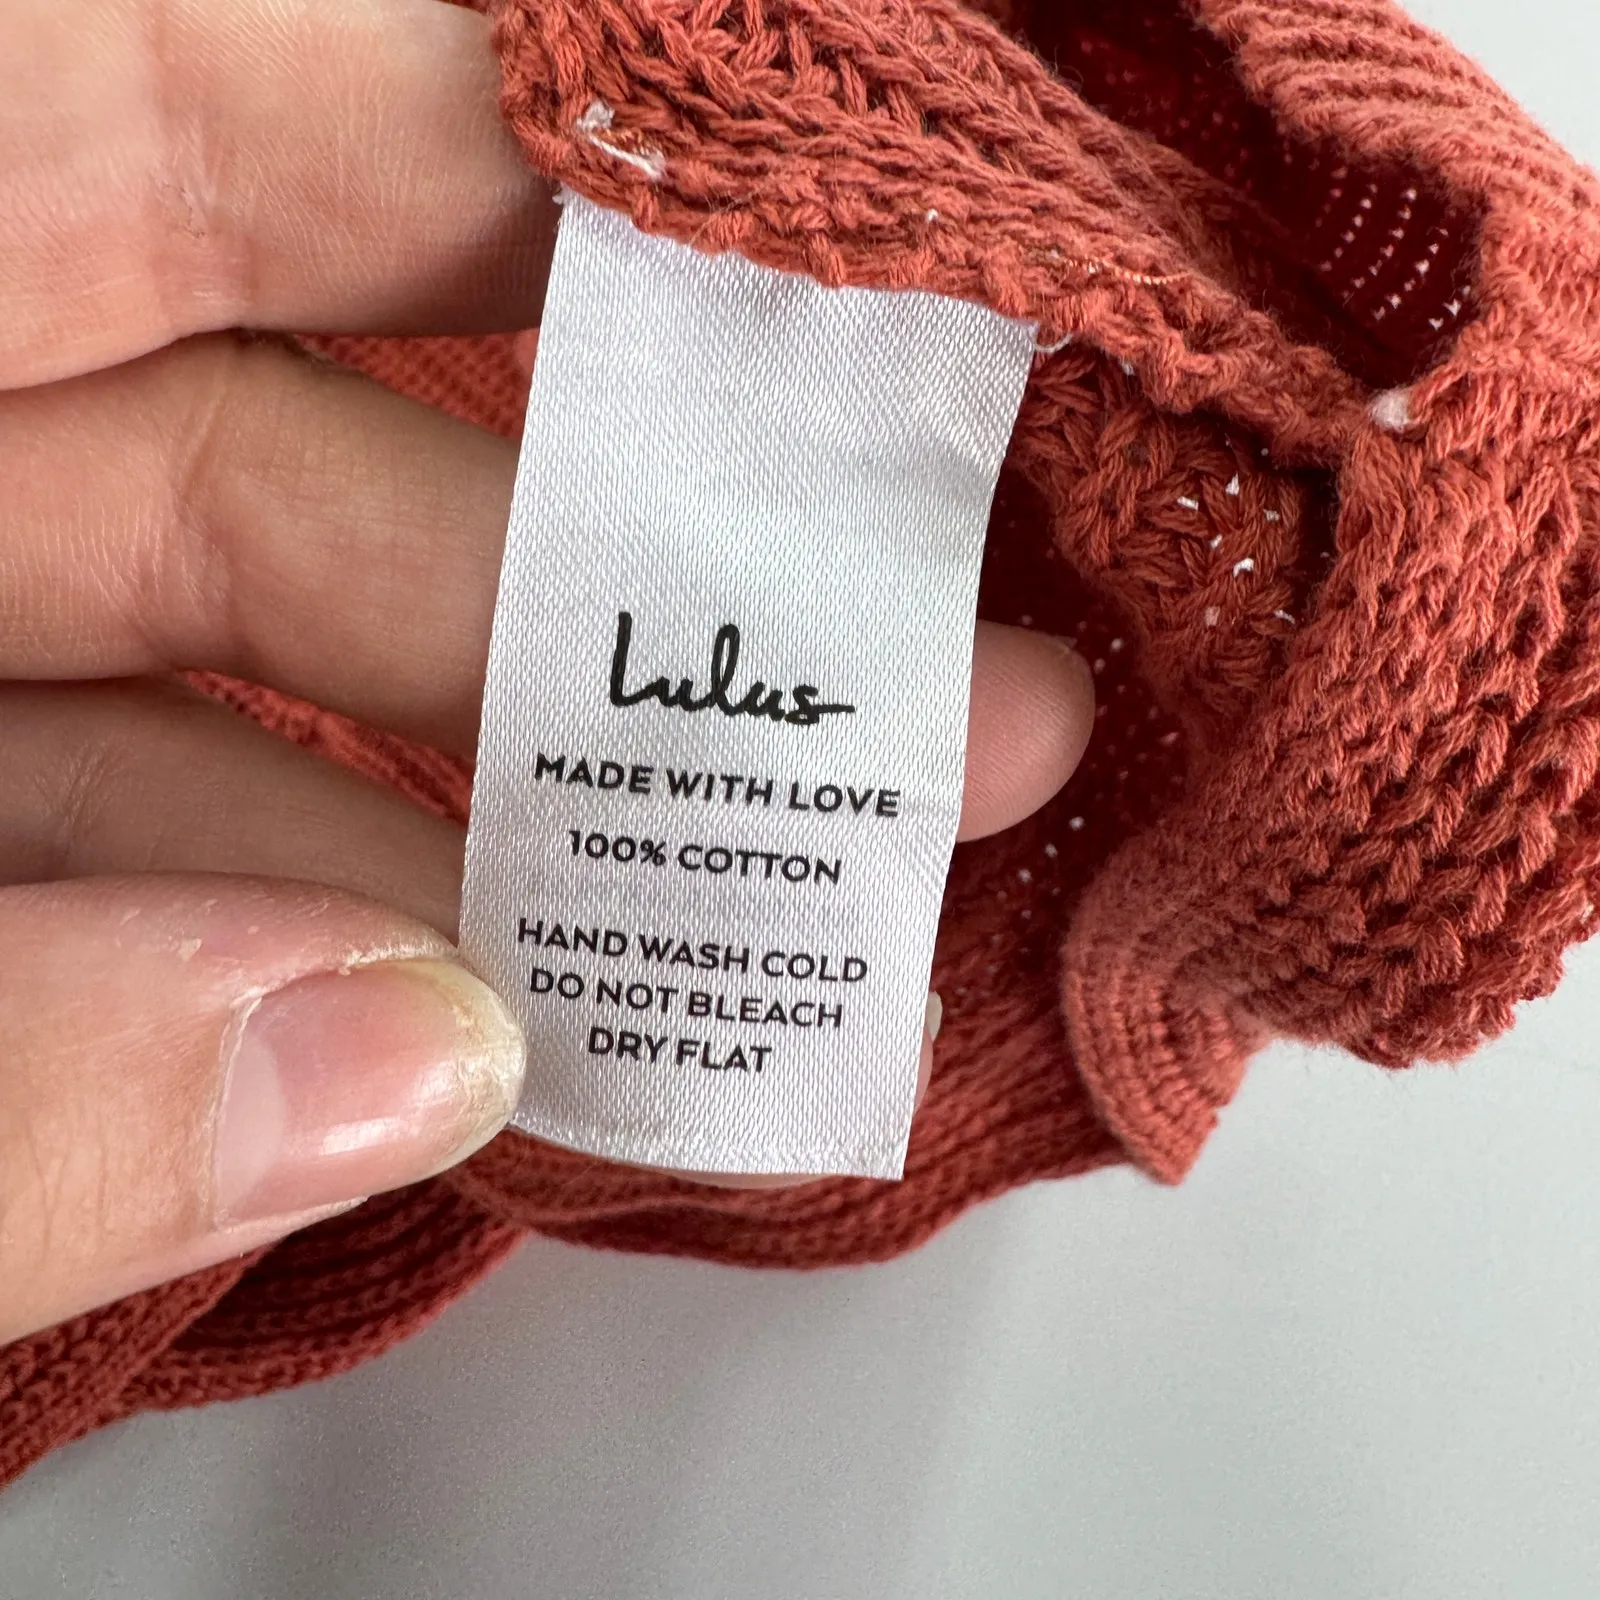 Lulus
MADE WITH LOVE
100% COTTON
HAND WASH COLD
DO NOT BLEACH
DRY FLAT